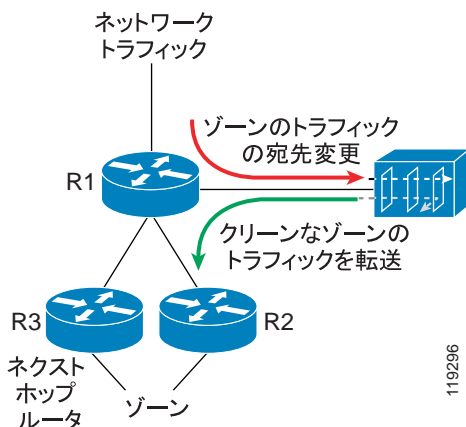 ネットワーク
トラフィック
ゾーンのトラフィック
の宛先変更
R1
クリーンなゾーンの
トラフィックを転送
R3
R2
ネクスト
ホップ
ルータ
ゾーン
119296